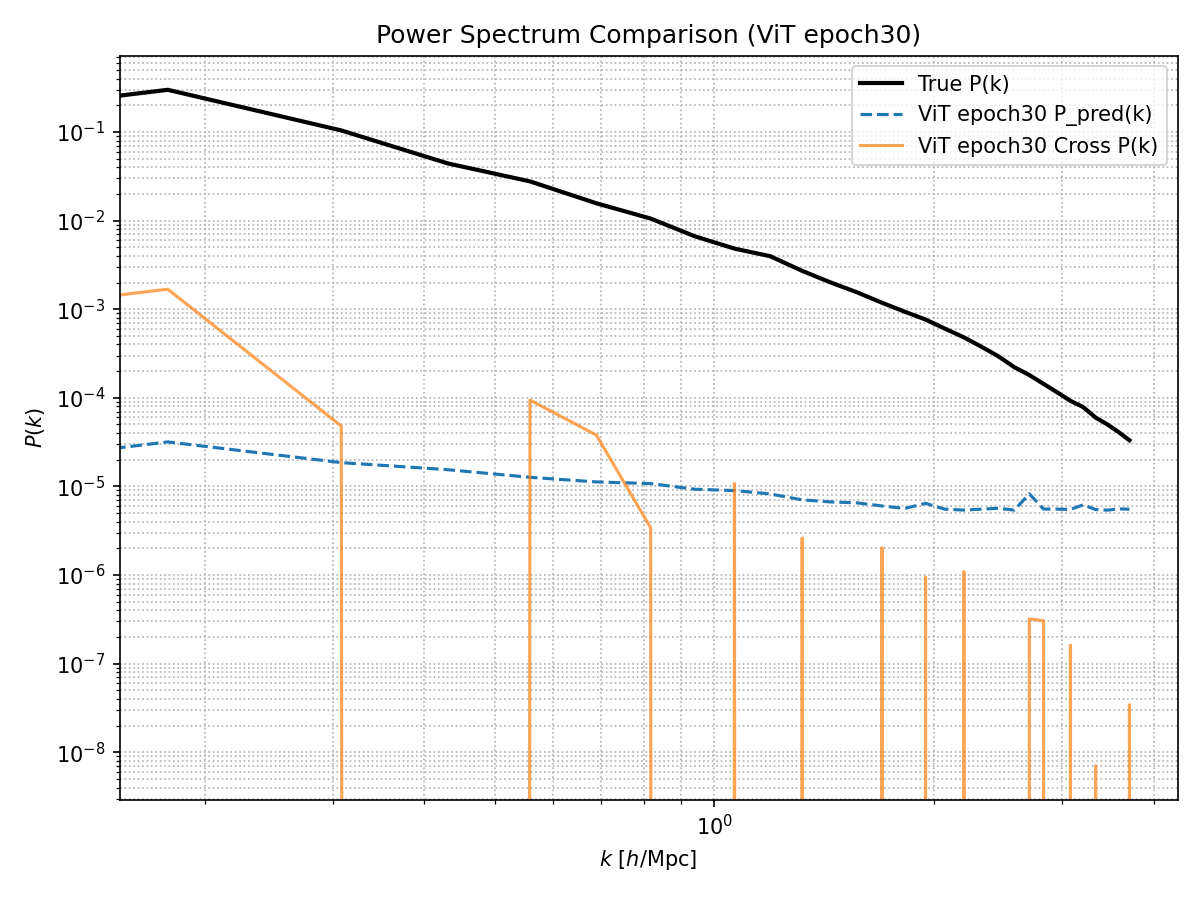 Power Spectrum Comparison (ViT epoch30)
True P(k)
ViT epoch30 P_pred(k)
ViT epoch30 Cross P(k)
P(k)
10⁻¹
10⁻²
10⁻³
10⁻⁴
10⁻⁵
10⁻⁶
10⁻⁷
10⁻⁸
10⁰
k [h/Mpc]